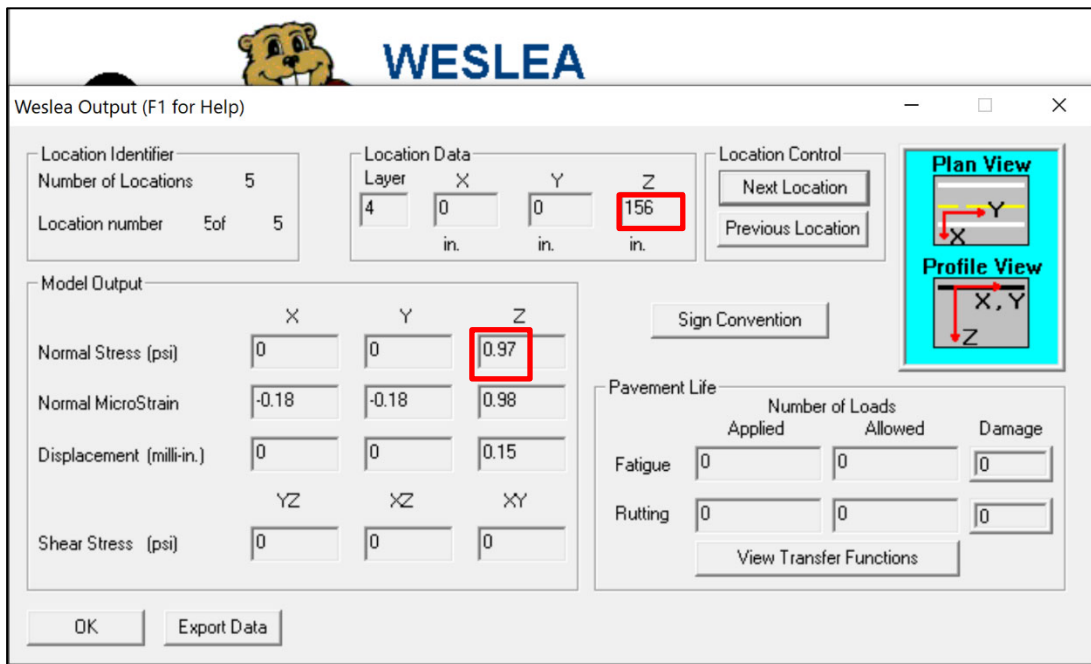 WESLEA
Weslea Output (F1 for Help)
Location Identifier
Number of Locations 5
Location number 5of 5
Location Data
Layer X Y Z
4 0 0 156
in. in. in.
Location Control
Next Location
Previous Location
Plan View
Y
X
Profile View
X, Y
Z
Model Output
X Y Z
Normal Stress (psi) 0 0 0.97
Normal MicroStrain -0.18 -0.18 0.98
Displacement (milli-in.) 0 0 0.15
YZ XZ XY
Shear Stress (psi) 0 0 0
Sign Convention
Pavement Life
Number of Loads
Applied Allowed Damage
Fatigue 0 0 0
Rutting 0 0 0
View Transfer Functions
OK Export Data